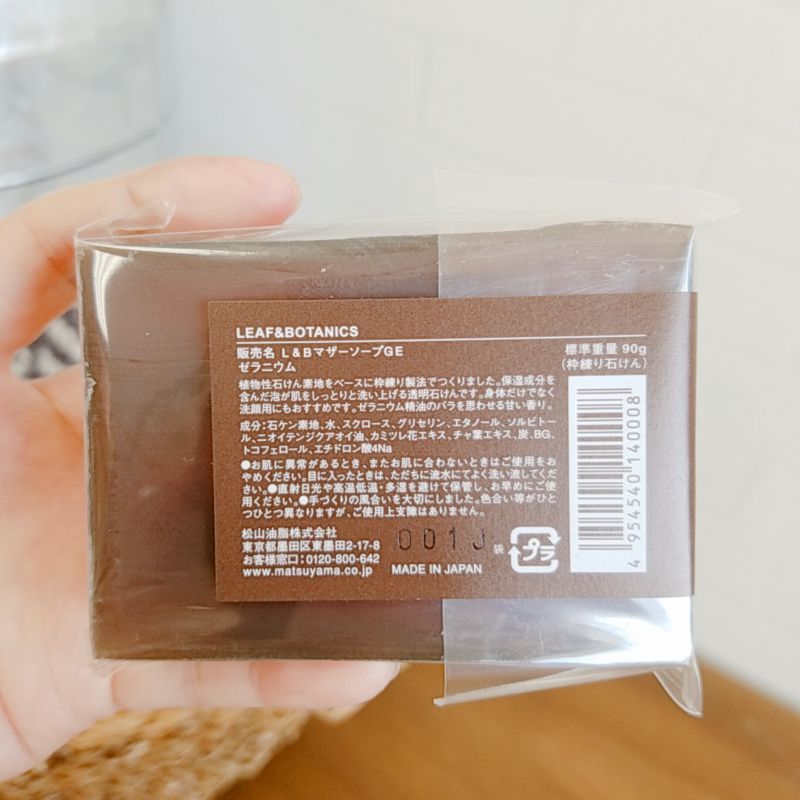 LEAF&BOTANICS
販売名 L&BマザーソープGE
ゼラニウム
標準重量 90g
(枠練り石けん)
植物性石けん素地をベースに枠練り製法でつくりました。保湿成分を
含んだ泡が肌をしっとりと洗い上げる透明石けんです。身体だけでなく
洗顔用にもおすすめです。ゼラニウム精油のバラを思わせる甘い香り。
成分:石ケン素地、水、スクロース、グリセリン、エタノール、ソルビトー
ル、ニオイテンジクアオイ油、カミツレ花エキス、チャ葉エキス、炭、BG、
トコフェロール、エチドロン酸4Na
●お肌に異常があるとき、またお肌に合わないときはご使用をお
やめください。目に入ったときは、ただちに流水にてよく洗い流してく
ださい。●直射日光や高温低温・多湿を避けて保管し、お早めにご使
用ください。●手づくりの風合いを大切にしました。色合い等がひと
つひとつ異なりますが、ご使用上支障はありません。
松山油脂株式会社
東京都墨田区東墨田2-17-8
お客様窓口:0120-800-642
www.matsuyama.co.jp
MADE IN JAPAN
001J
袋
プラ
4954540140008